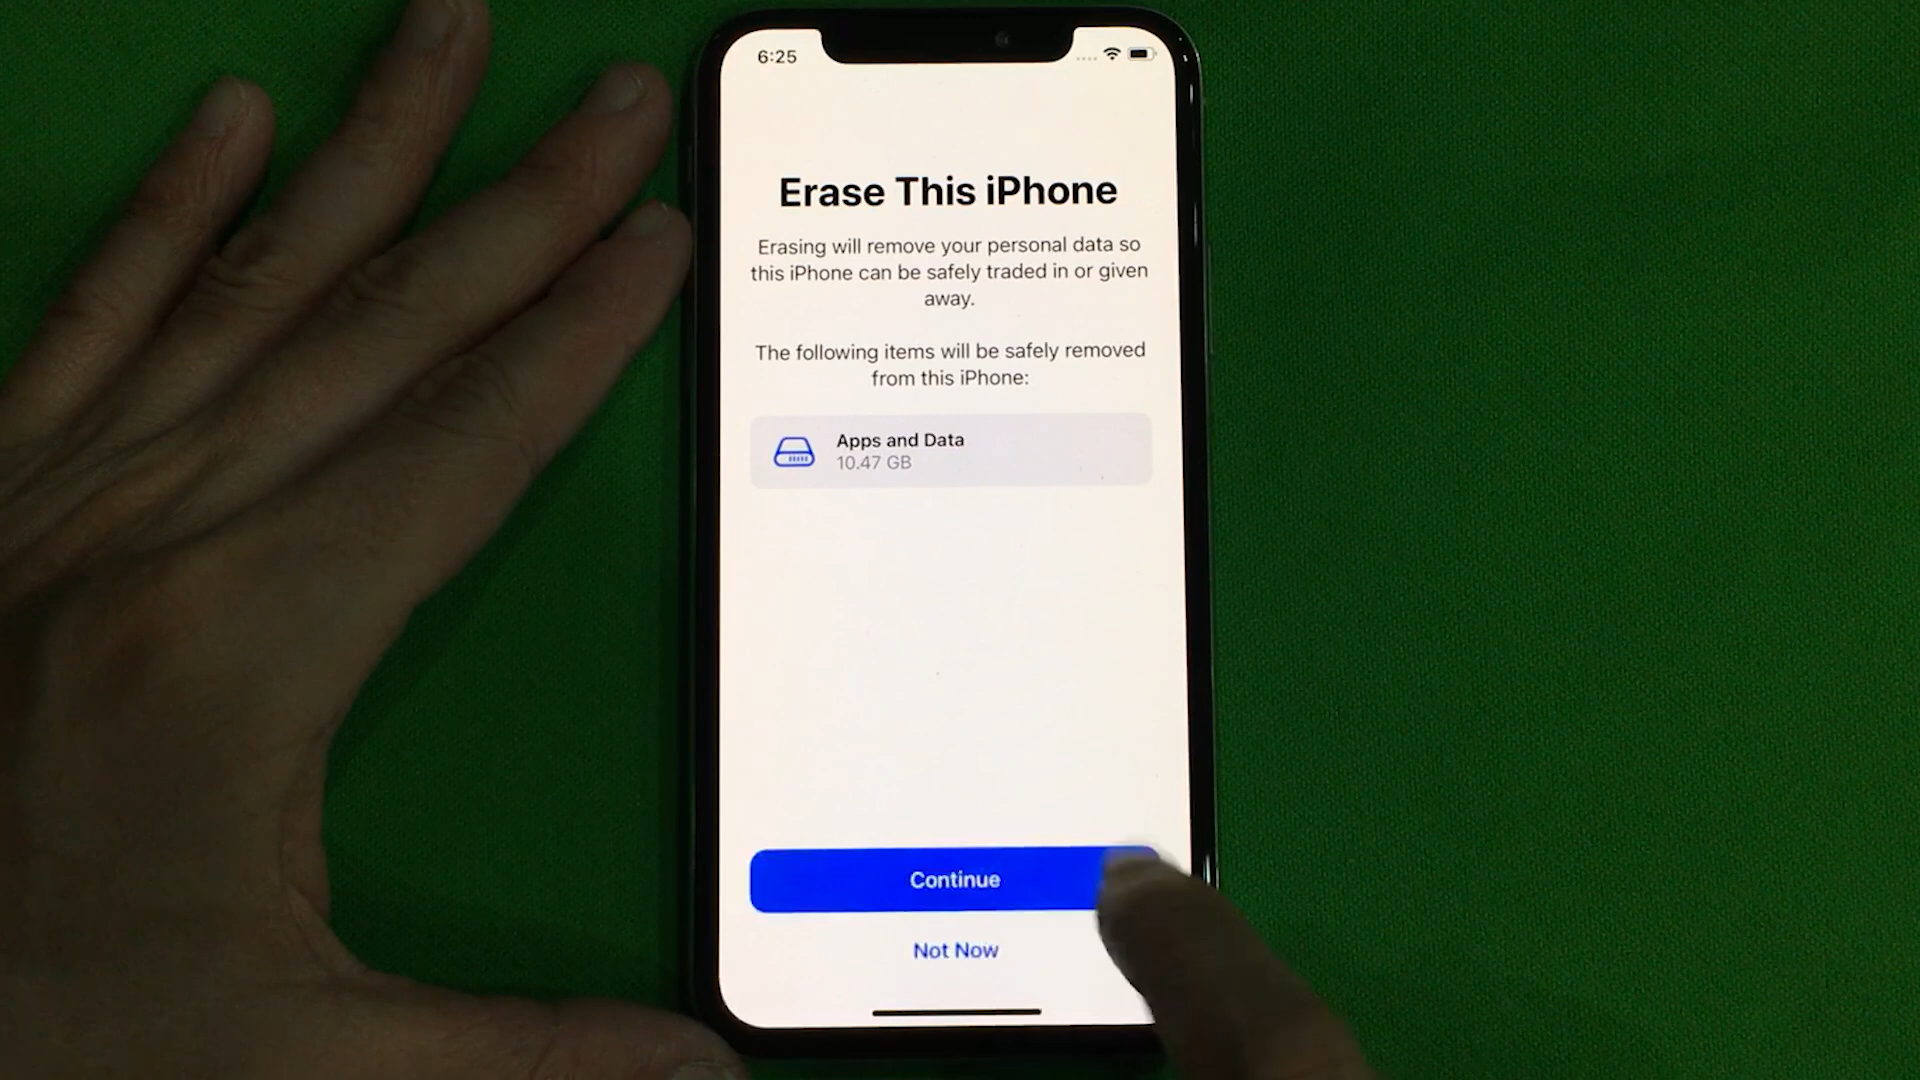 6:25
Erase This iPhone
Erasing will remove your personal data so
this iPhone can be safely traded in or given
away.
The following items will be safely removed
from this iPhone:
Apps and Data
10.47 GB
Continue
Not Now